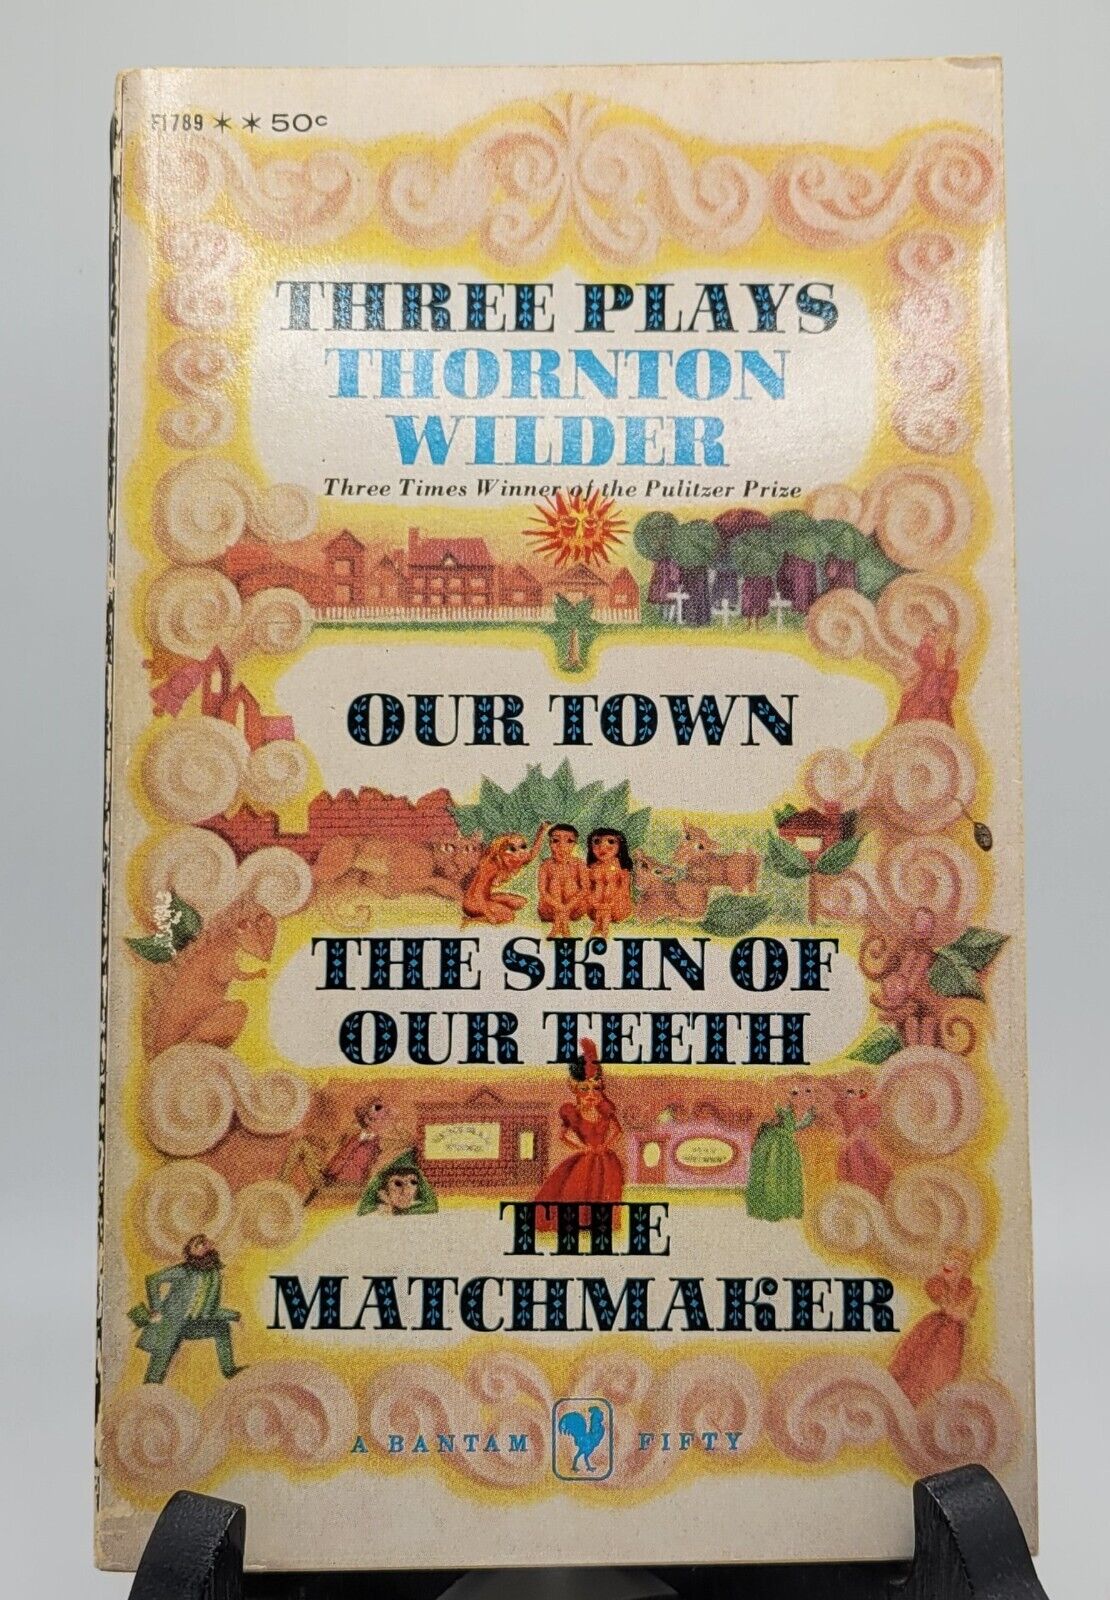 F1789 ✶ ✶ 50c
THREE PLAYS
THORNTON
WILDER
Three Times Winner of the Pulitzer Prize
OUR TOWN
THE SKIN OF
OUR TEETH
THE
MATCHMAKER
A BANTAM FIFTY